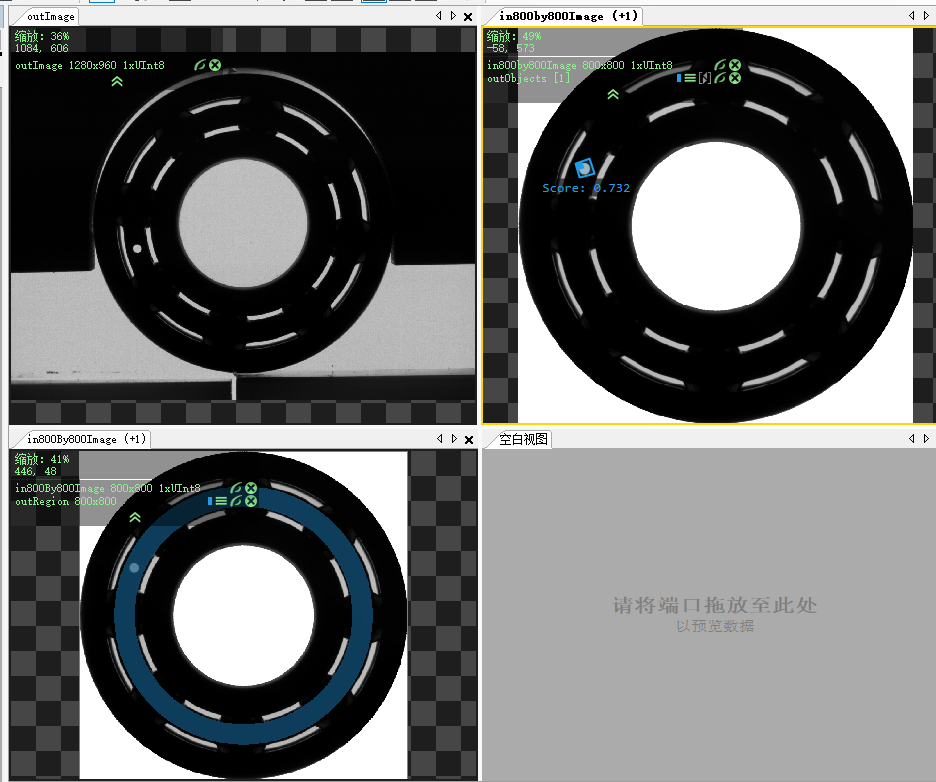 outImage
缩放: 36%
1084, 606
outImage 1280x960 1xUInt8
in800by800Image (+1)
缩放: 49%
-58, 573
in800by800Image 800x800 1xUInt8
outObjects [1]
Score: 0.732
in800By800Image (+1)
缩放: 41%
446, 48
in800By800Image 800x800 1xUInt8
outRegion 800x800
空白视图
请将端口拖放至此处
以预览数据